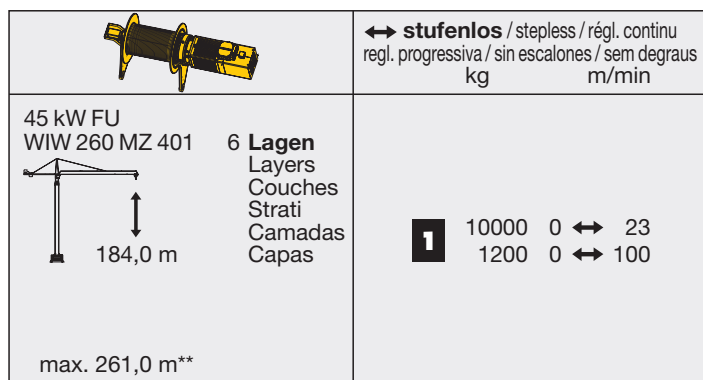 ↔ stufenlos / stepless / régl. continu
regl. progressiva / sin escalones / sem degraus
kg m/min
45 kW FU
WIW 260 MZ 401 6 Lagen
Layers
Couches
Strati
Camadas
184,0 m Capas
1 10000 0 ↔ 23
1200 0 ↔ 100
max. 261,0 m**